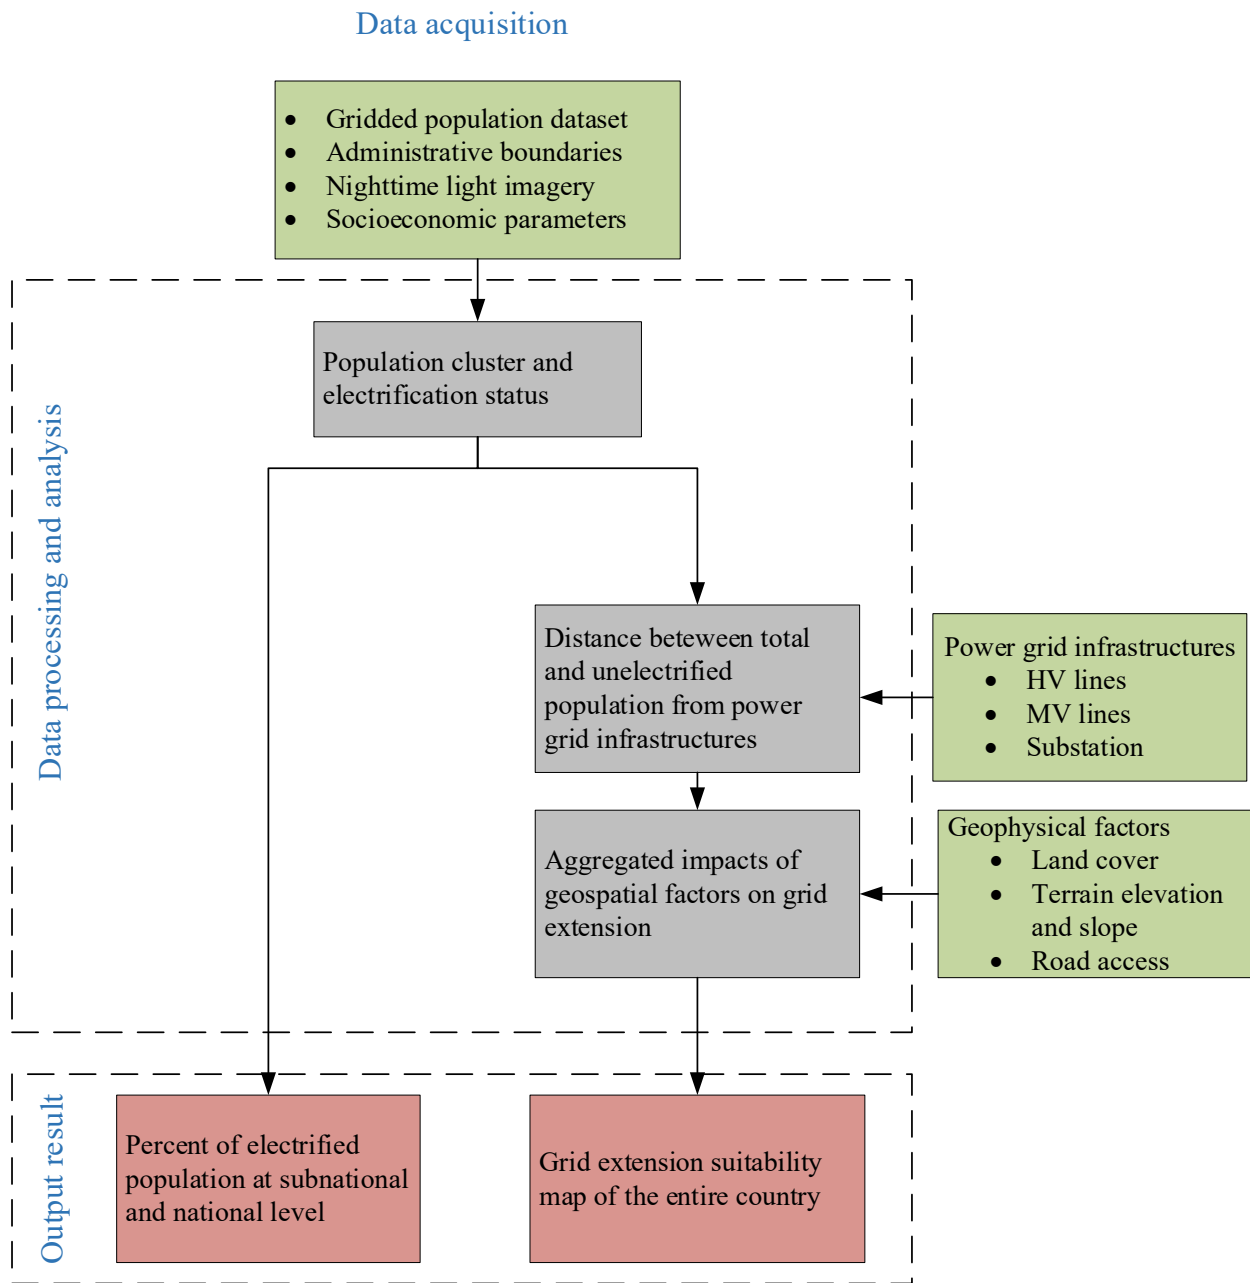 Data acquisition
• Gridded population dataset
• Administrative boundaries
• Nighttime light imagery
• Socioeconomic parameters
Data processing and analysis
Population cluster and
electrification status
Distance beteween total
and unelectrified
population from power
grid infrastructures
Power grid infrastructures
• HV lines
• MV lines
• Substation
Aggregated impacts of
geospatial factors on grid
extension
Geophysical factors
• Land cover
• Terrain elevation
and slope
• Road access
Output result
Percent of electrified
population at subnational
and national level
Grid extension suitability
map of the entire country